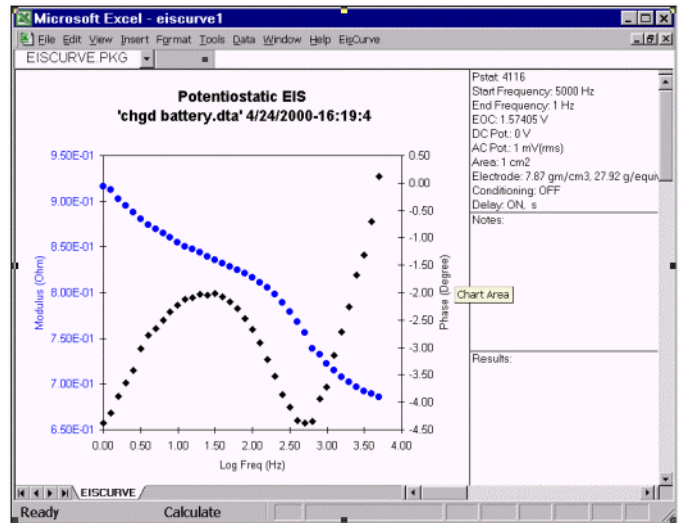 Microsoft Excel - eiscurve1
File Edit View Insert Format Tools Data Window Help EisCurve
EISCURVE.PKG =
Potentiostatic EIS
'chgd battery.dta' 4/24/2000-16:19:4
Pstat: 4116
Start Frequency: 5000 Hz
End Frequency: 1 Hz
EOC: 1.57405 V
DC Pot.: 0 V
AC Pot.: 1 mV(rms)
Area: 1 cm2
Electrode: 7.87 gm/cm3, 27.92 g/equiv
Conditioning: OFF
Delay: ON, s
Notes:
Results:
Modulus (Ohm)
9.50E-01
9.00E-01
8.50E-01
8.00E-01
7.50E-01
7.00E-01
6.50E-01
0.50
0.00
-0.50
-1.00
-1.50
-2.00
-2.50
-3.00
-3.50
-4.00
-4.50
Phase (Degree)
Chart Area
0.00 0.50 1.00 1.50 2.00 2.50 3.00 3.50 4.00
Log Freq (Hz)
EISCURVE
Ready Calculate